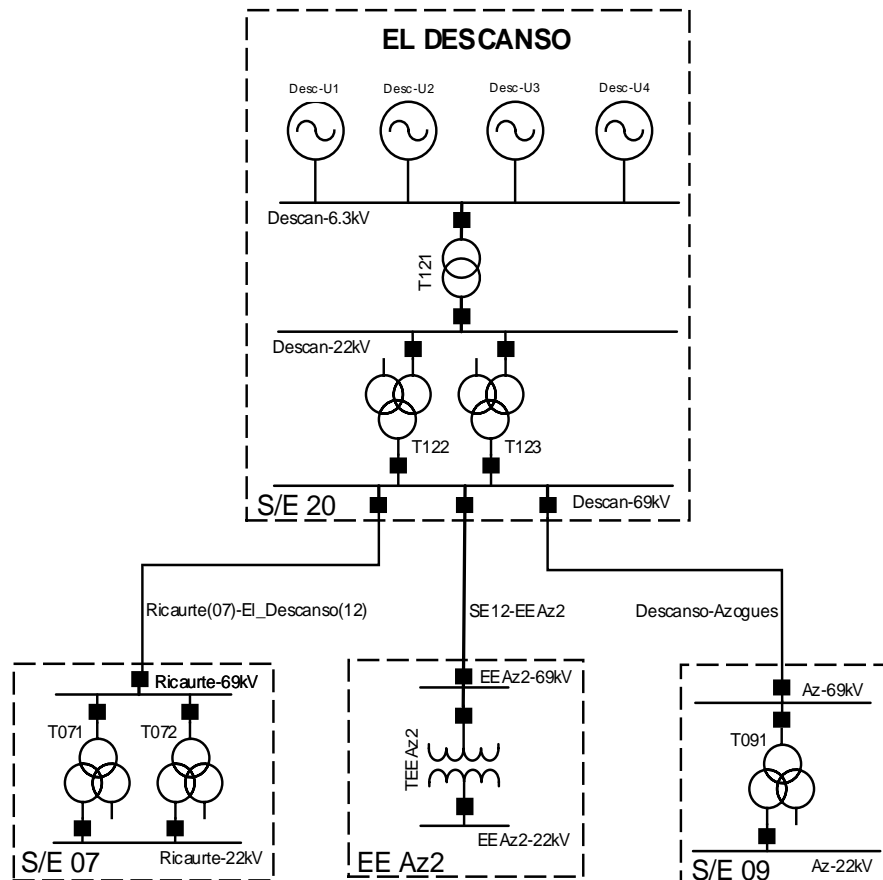 EL DESCANSO
Desc-U1
Desc-U2
Desc-U3
Desc-U4
Descan-6.3kV
T121
Descan-22kV
T122
T123
S/E 20
Descan-69kV
Ricaurte(07)-El_Descanso(12)
SE12-EEAz2
Descanso-Azogues
Ricaurte-69kV
T071
T072
Ricaurte-22kV
S/E 07
EEAz2-69kV
TEEAz2
EEAz2-22kV
EE Az2
Az-69kV
T091
S/E 09
Az-22kV